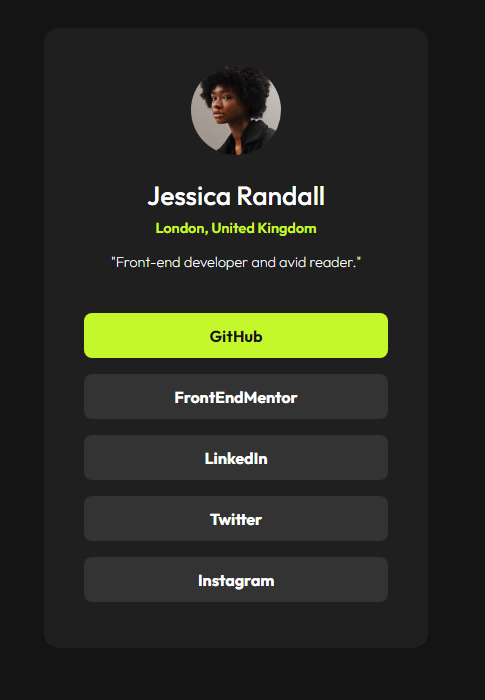 Jessica Randall
London, United Kingdom
"Front-end developer and avid reader."
GitHub
FrontEndMentor
LinkedIn
Twitter
Instagram